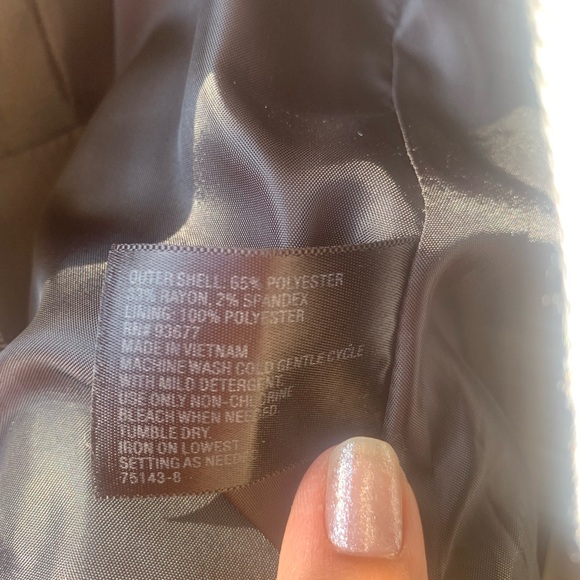 OUTER SHELL: 65% POLYESTER
33% RAYON, 2% SPANDEX
LINING: 100% POLYESTER
RN# 93677
MADE IN VIETNAM
MACHINE WASH COLD GENTLE CYCLE
WITH MILD DETERGENT.
USE ONLY NON-CHLORINE
BLEACH WHEN NEEDED.
TUMBLE DRY.
IRON ON LOWEST
SETTING AS NEED
75143-8